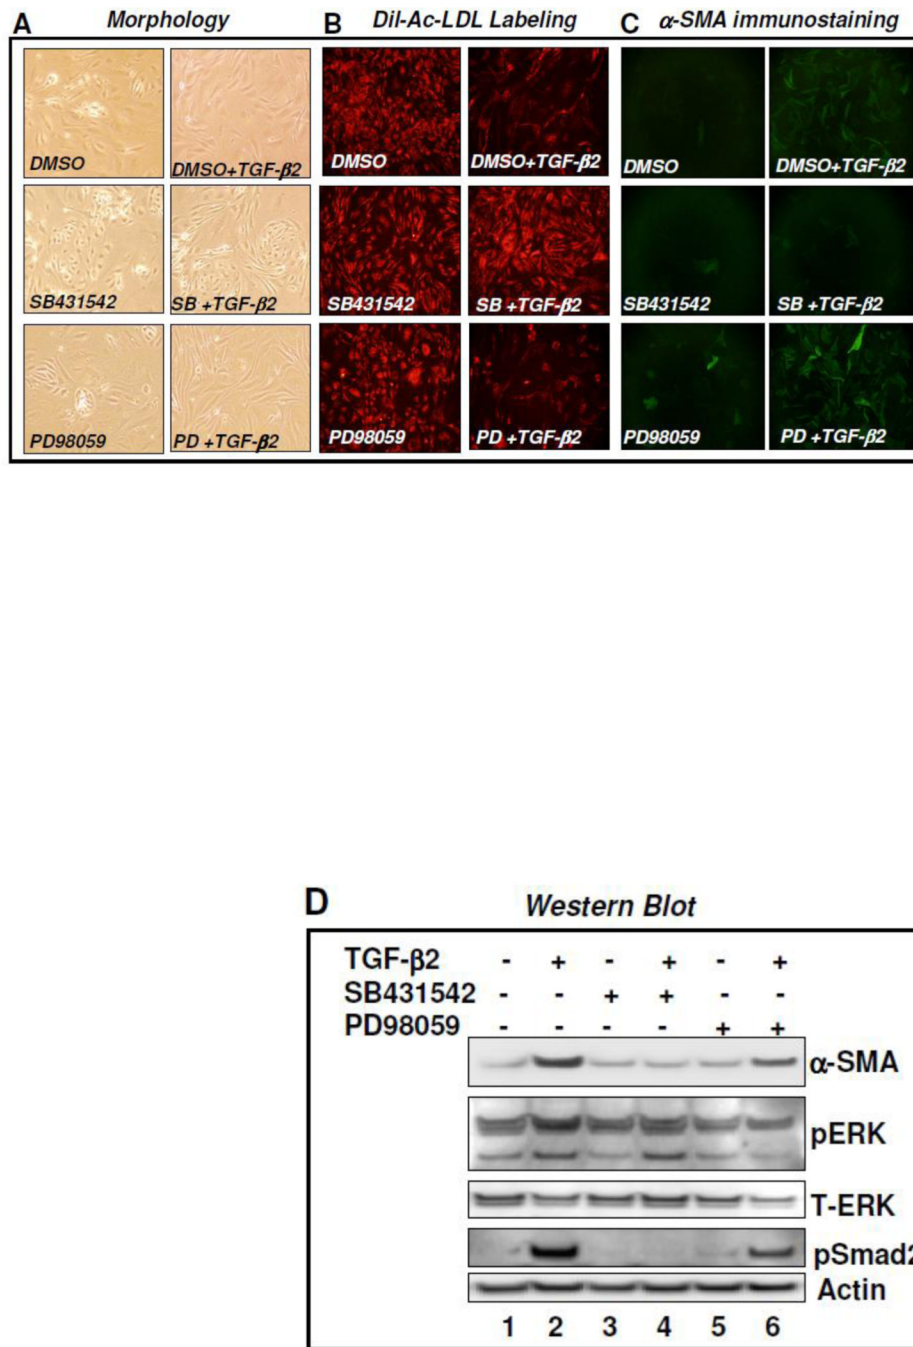 A Morphology B Dil-Ac-LDL Labeling C α-SMA immunostaining
DMSO DMSO+TGF-β2 DMSO DMSO+TGF-β2 DMSO DMSO+TGF-β2
SB431542 SB +TGF-β2 SB431542 SB +TGF-β2 SB431542 SB +TGF-β2
PD98059 PD +TGF-β2 PD98059 PD +TGF-β2 PD98059 PD +TGF-β2
D Western Blot
TGF-β2 - + - + - +
SB431542 - - + + - -
PD98059 - - - - + +
α-SMA
pERK
T-ERK
pSmad2
Actin
1 2 3 4 5 6